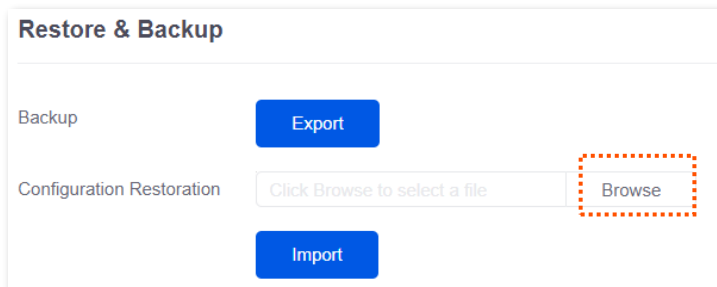 Restore & Backup
Backup
Export
Configuration Restoration
Click Browse to select a file
Browse
Import